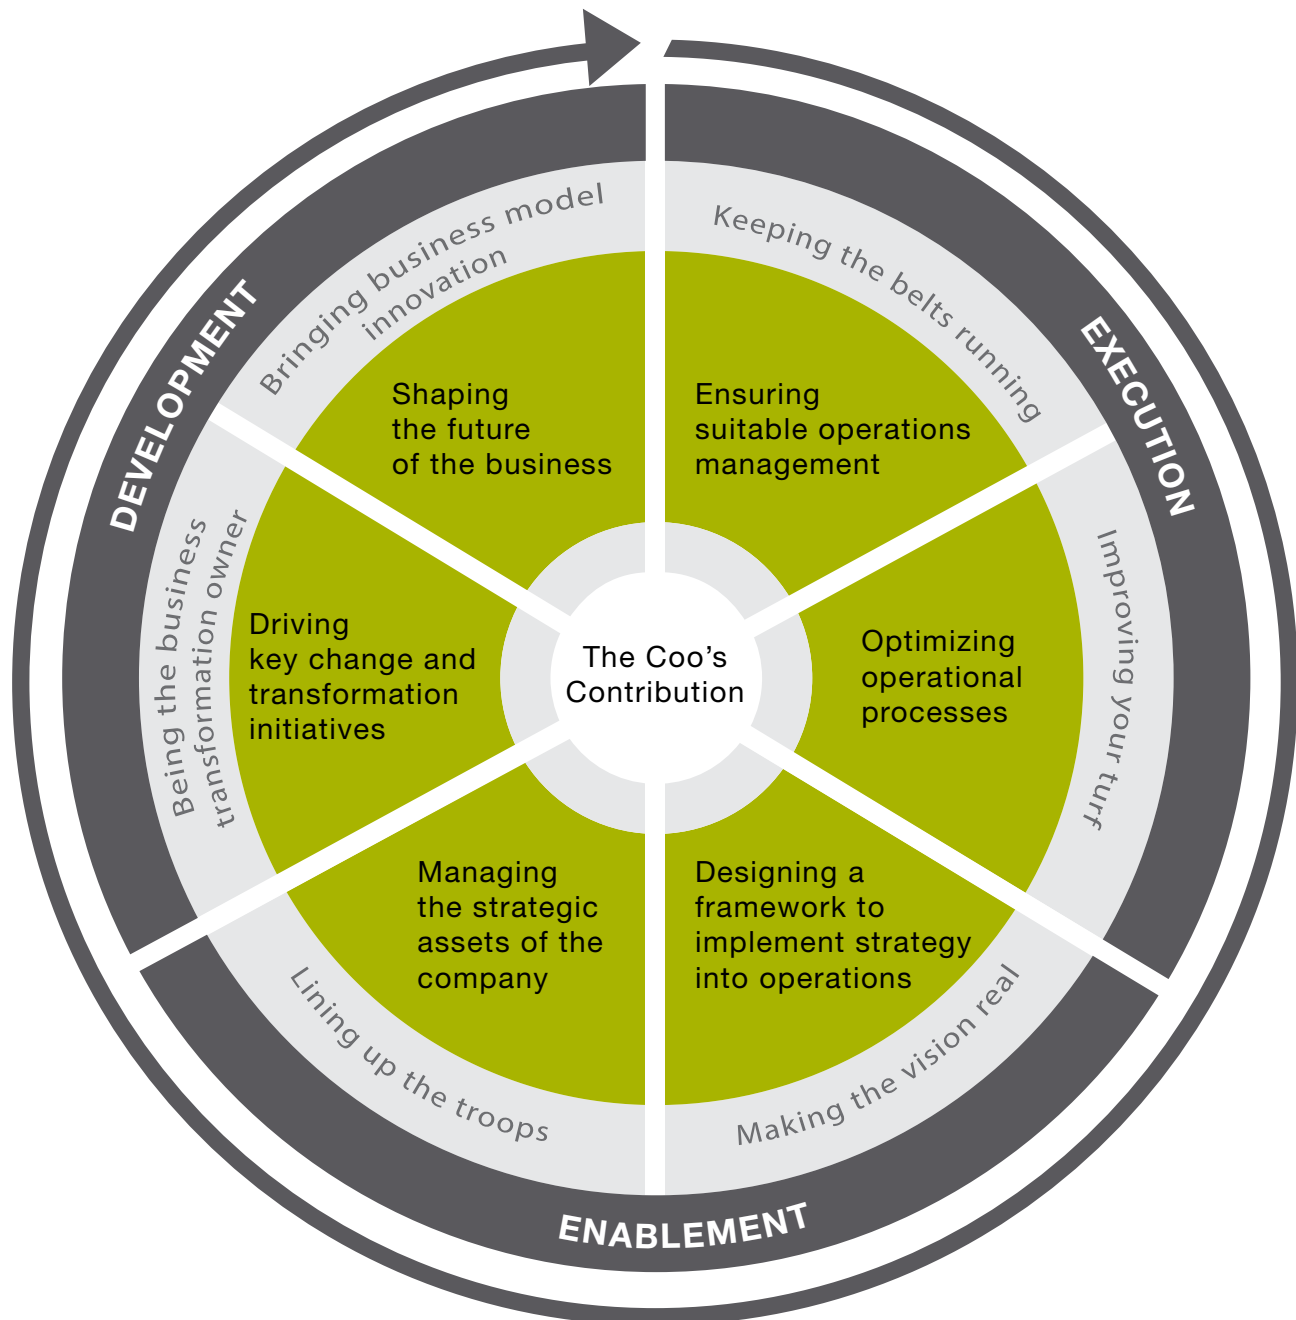 DEVELOPMENT
EXECUTION
ENABLEMENT
Bringing business model
innovation
Keeping the belts running
Improving your turf
Making the vision real
Lining up the troops
Being the business
transformation owner
Shaping
the future
of the business
Ensuring
suitable operations
management
Optimizing
operational
processes
Designing a
framework to
implement strategy
into operations
Managing
the strategic
assets of the
company
Driving
key change and
transformation
initiatives
The Coo's
Contribution